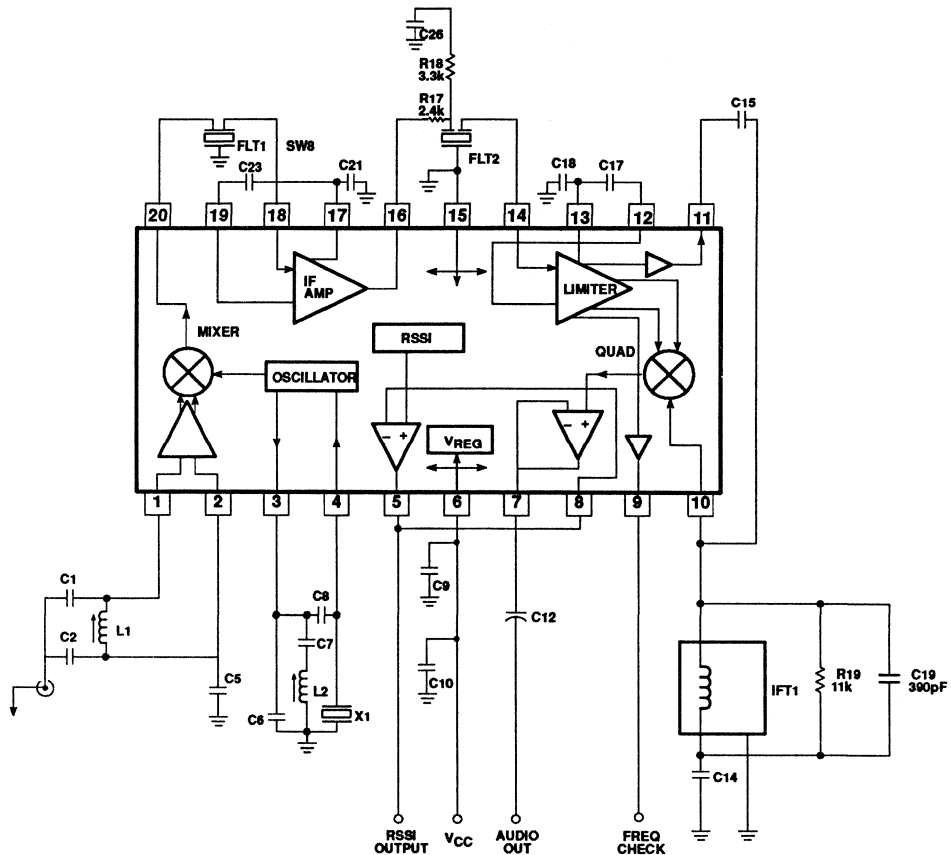 C26
R18
3.3k
R17
2.4k
C15
FLT1
SW8
FLT2
C23
C21
C18
C17
20
19
18
17
16
15
14
13
12
11
IF
AMP
LIMITER
MIXER
RSSI
QUAD
OSCILLATOR
- +
- +
VREG
1
2
3
4
5
6
7
8
9
10
C1
C2
L1
C5
C8
C7
L2
C6
X1
C9
C10
C12
IFT1
R19
11k
C19
390pF
C14
RSSI
OUTPUT
VCC
AUDIO
OUT
FREQ
CHECK